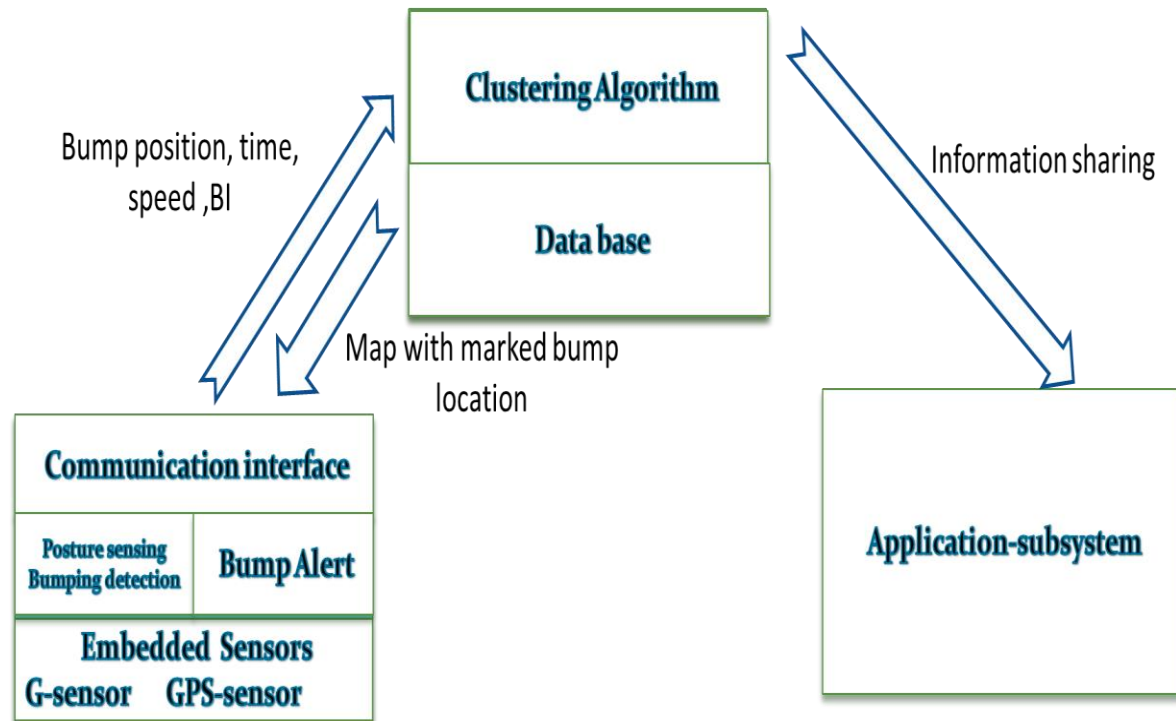 Clustering Algorithm
Data base
Bump position, time,
speed ,BI
Map with marked bump
location
Information sharing
Communication interface
Posture sensing
Bumping detection
Bump Alert
Embedded Sensors
G-sensor GPS-sensor
Application-subsystem